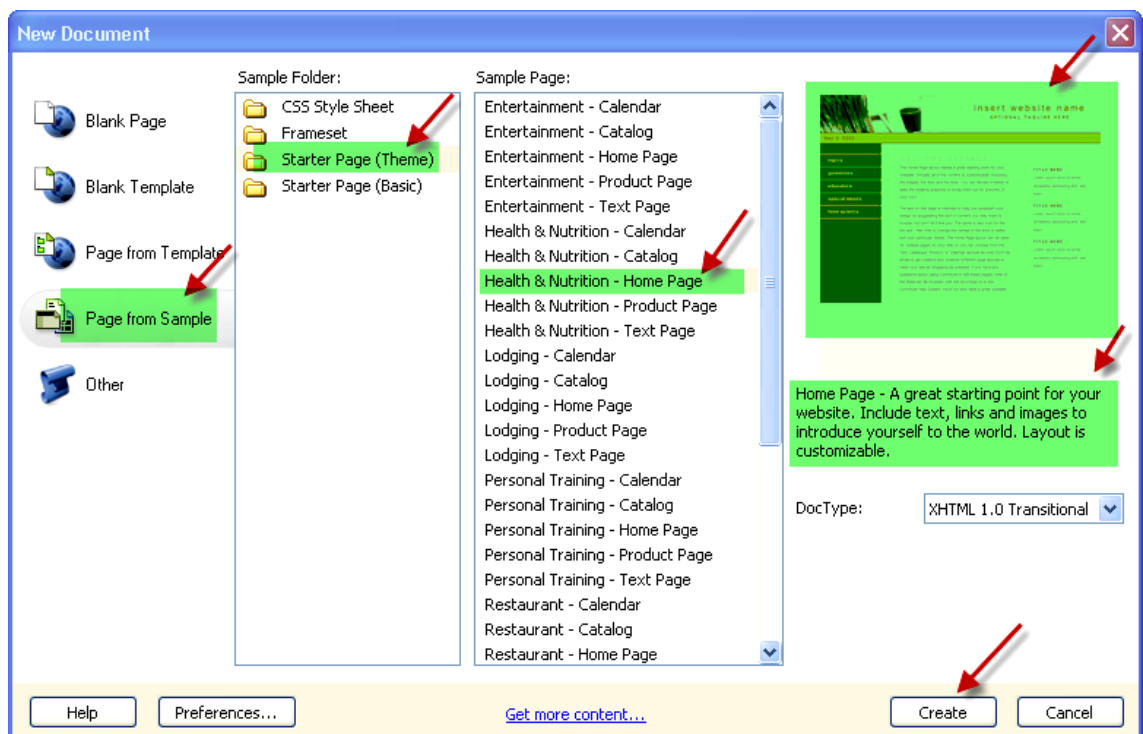 New Document
Blank Page
Blank Template
Page from Template
Page from Sample
Other
Sample Folder:
CSS Style Sheet
Frameset
Starter Page (Theme)
Starter Page (Basic)
Sample Page:
Entertainment - Calendar
Entertainment - Catalog
Entertainment - Home Page
Entertainment - Product Page
Entertainment - Text Page
Health & Nutrition - Calendar
Health & Nutrition - Catalog
Health & Nutrition - Home Page
Health & Nutrition - Product Page
Health & Nutrition - Text Page
Lodging - Calendar
Lodging - Catalog
Lodging - Home Page
Lodging - Product Page
Lodging - Text Page
Personal Training - Calendar
Personal Training - Catalog
Personal Training - Home Page
Personal Training - Product Page
Personal Training - Text Page
Restaurant - Calendar
Restaurant - Catalog
Restaurant - Home Page
insert website name
OPTIONAL TAGLINE HERE
TITLE HERE
TITLE HERE
TITLE HERE
Home Page - A great starting point for your
website. Include text, links and images to
introduce yourself to the world. Layout is
customizable.
DocType:
XHTML 1.0 Transitional
Help
Preferences...
Get more content...
Create
Cancel